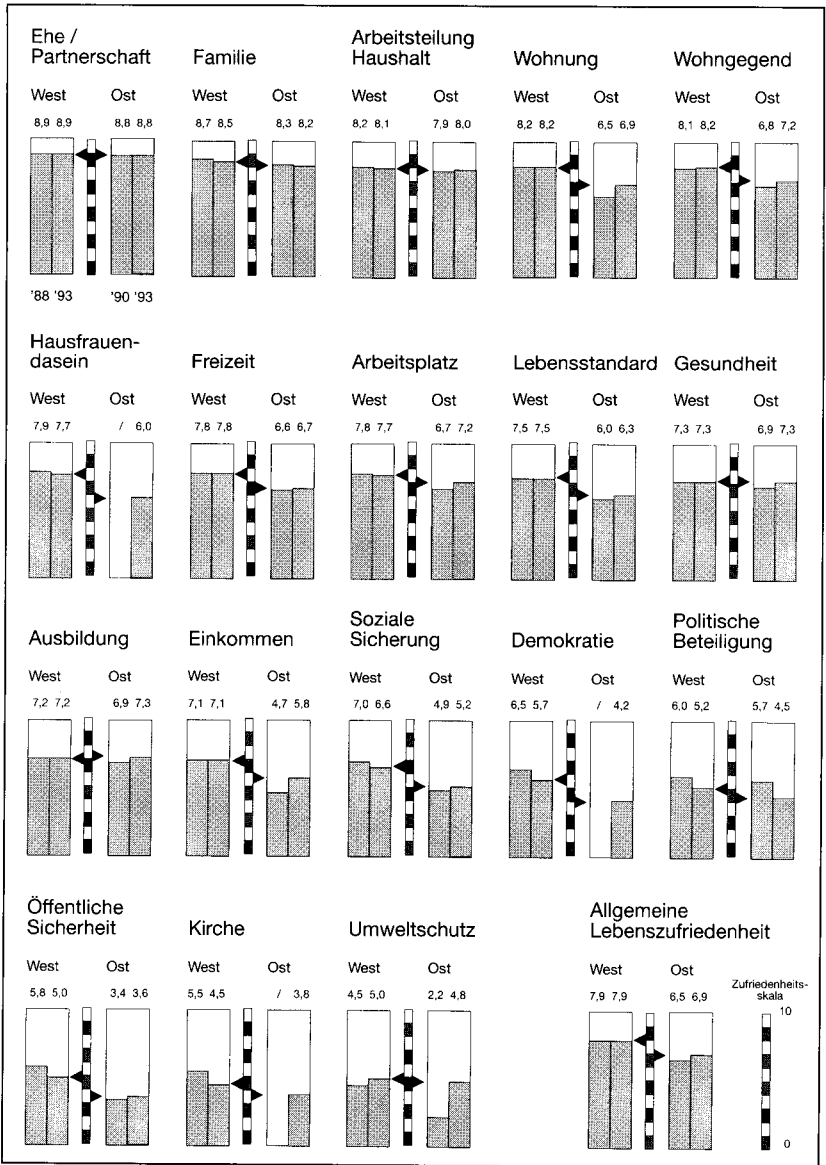 Ehe /
Partnerschaft
West Ost
8,9 8,9 8,8 8,8
'88 '93 '90 '93
Familie
West Ost
8,7 8,5 8,3 8,2
Arbeitsteilung
Haushalt
West Ost
8,2 8,1 7,9 8,0
Wohnung
West Ost
8,2 8,2 6,5 6,9
Wohngegend
West Ost
8,1 8,2 6,8 7,2
Hausfrauen-
dasein
West Ost
7,9 7,7 / 6,0
Freizeit
West Ost
7,8 7,8 6,6 6,7
Arbeitsplatz
West Ost
7,8 7,7 6,7 7,2
Lebensstandard
West Ost
7,5 7,5 6,0 6,3
Gesundheit
West Ost
7,3 7,3 6,9 7,3
Ausbildung
West Ost
7,2 7,2 6,9 7,3
Einkommen
West Ost
7,1 7,1 4,7 5,8
Soziale
Sicherung
West Ost
7,0 6,6 4,9 5,2
Demokratie
West Ost
6,5 5,7 / 4,2
Politische
Beteiligung
West Ost
6,0 5,2 5,7 4,5
Öffentliche
Sicherheit
West Ost
5,8 5,0 3,4 3,6
Kirche
West Ost
5,5 4,5 / 3,8
Umweltschutz
West Ost
4,5 5,0 2,2 4,8
Allgemeine
Lebenszufriedenheit
West Ost
7,9 7,9 6,5 6,9
Zufriedenheits-
skala
10
0